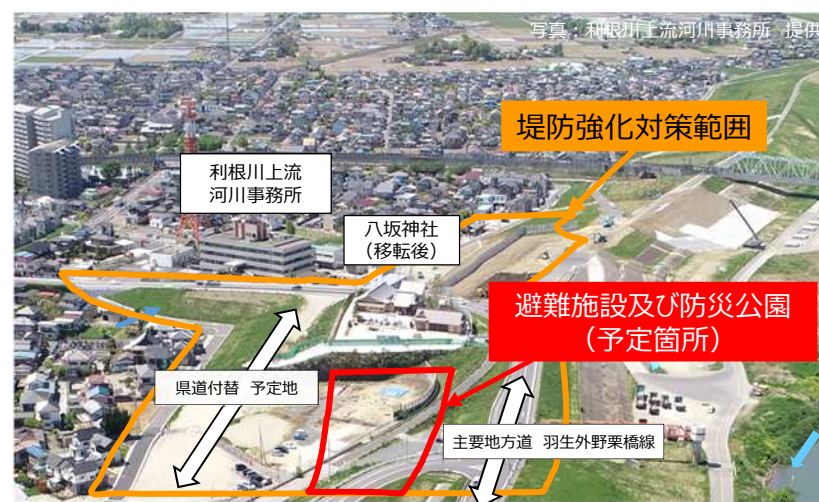 写真：利根川上流河川事務所 提供
堤防強化対策範囲
利根川上流
河川事務所
八坂神社
（移転後）
避難施設及び防災公園
（予定箇所）
県道付替 予定地
主要地方道 羽生外野栗橋線